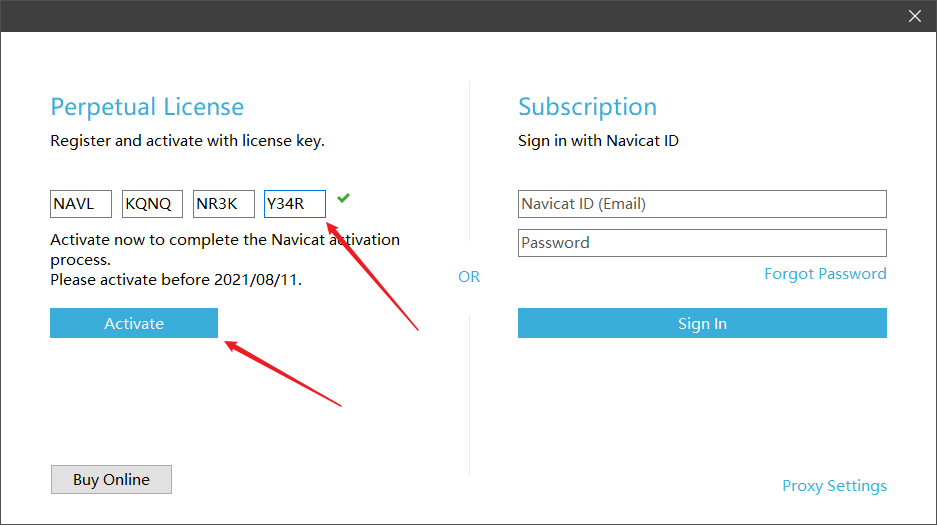 Perpetual License
Register and activate with license key.
NAVL KQNQ NR3K Y34R
Activate now to complete the Navicat activation
process.
Please activate before 2021/08/11.
Activate
Buy Online
OR
Subscription
Sign in with Navicat ID
Navicat ID (Email)
Password
Forgot Password
Sign In
Proxy Settings